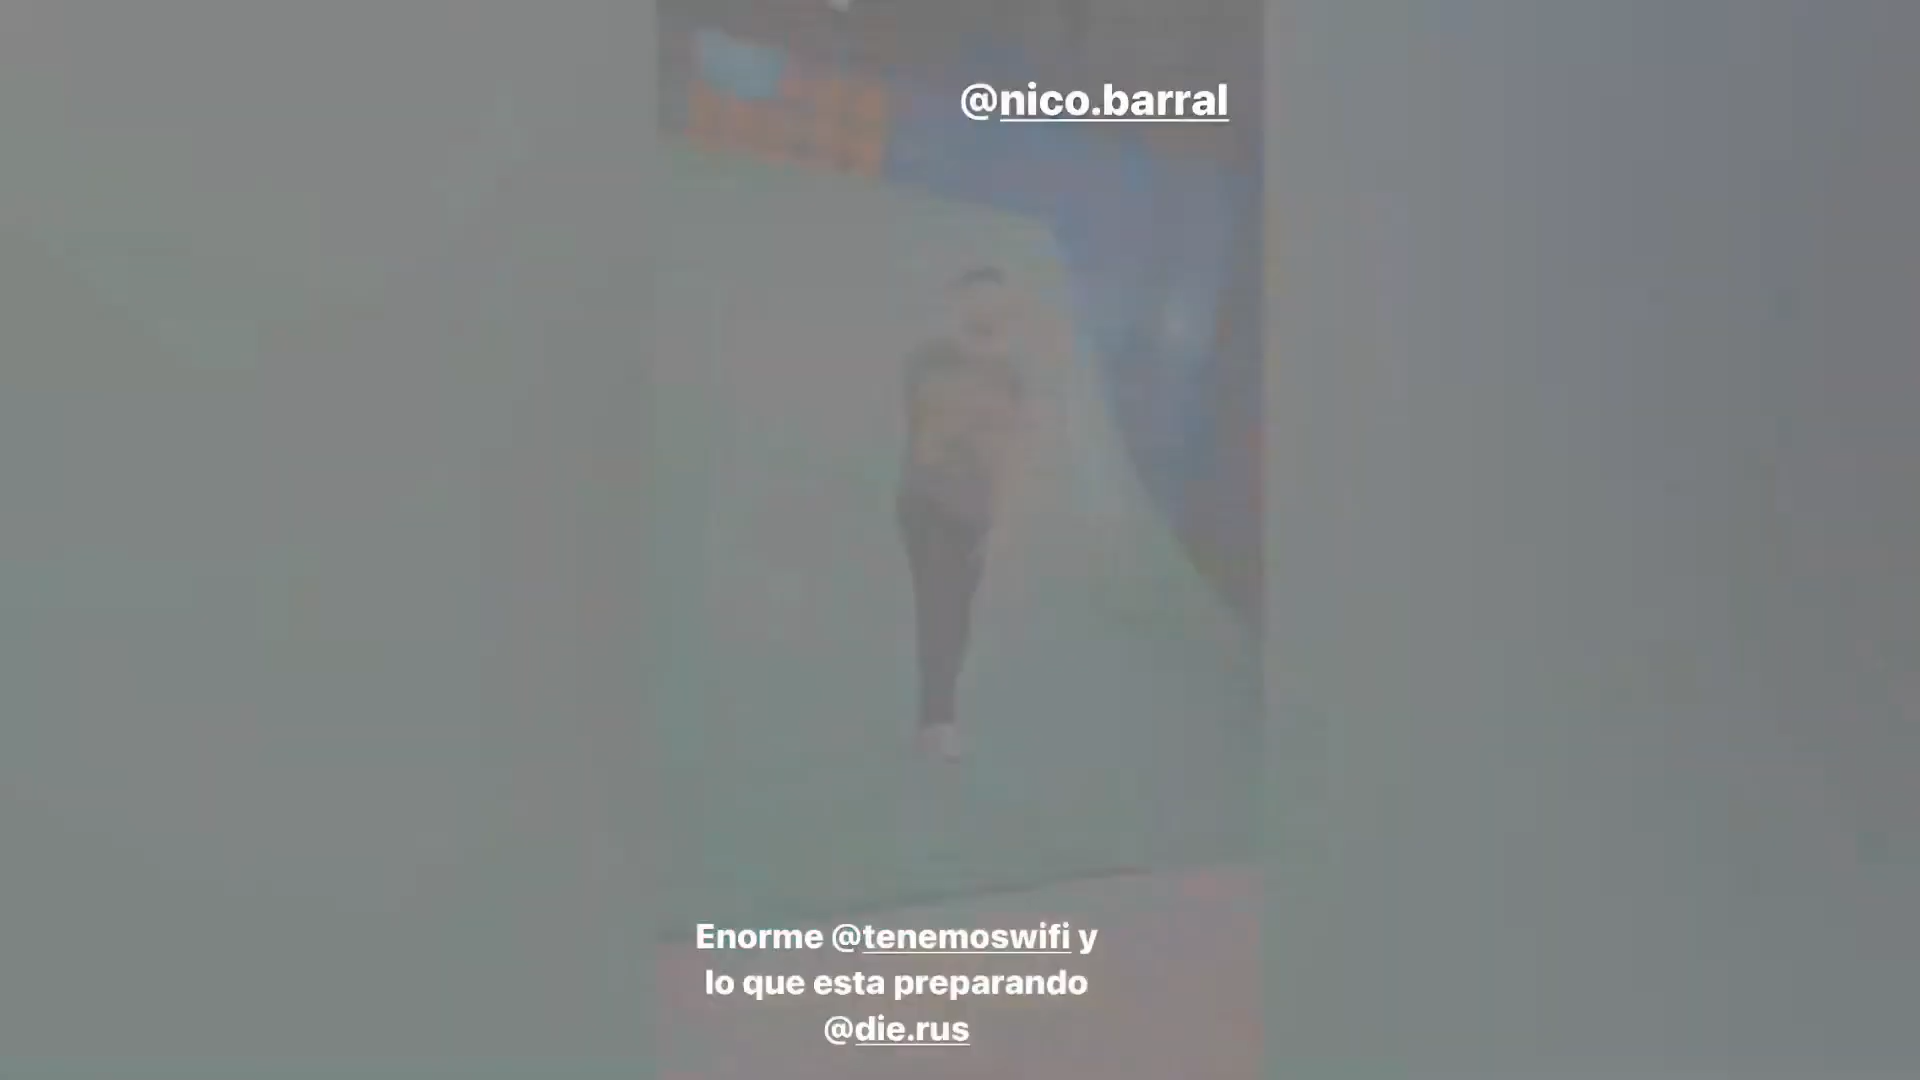 @nico.barral
Enorme @tenemoswifi y
lo que esta preparando
@die.rus